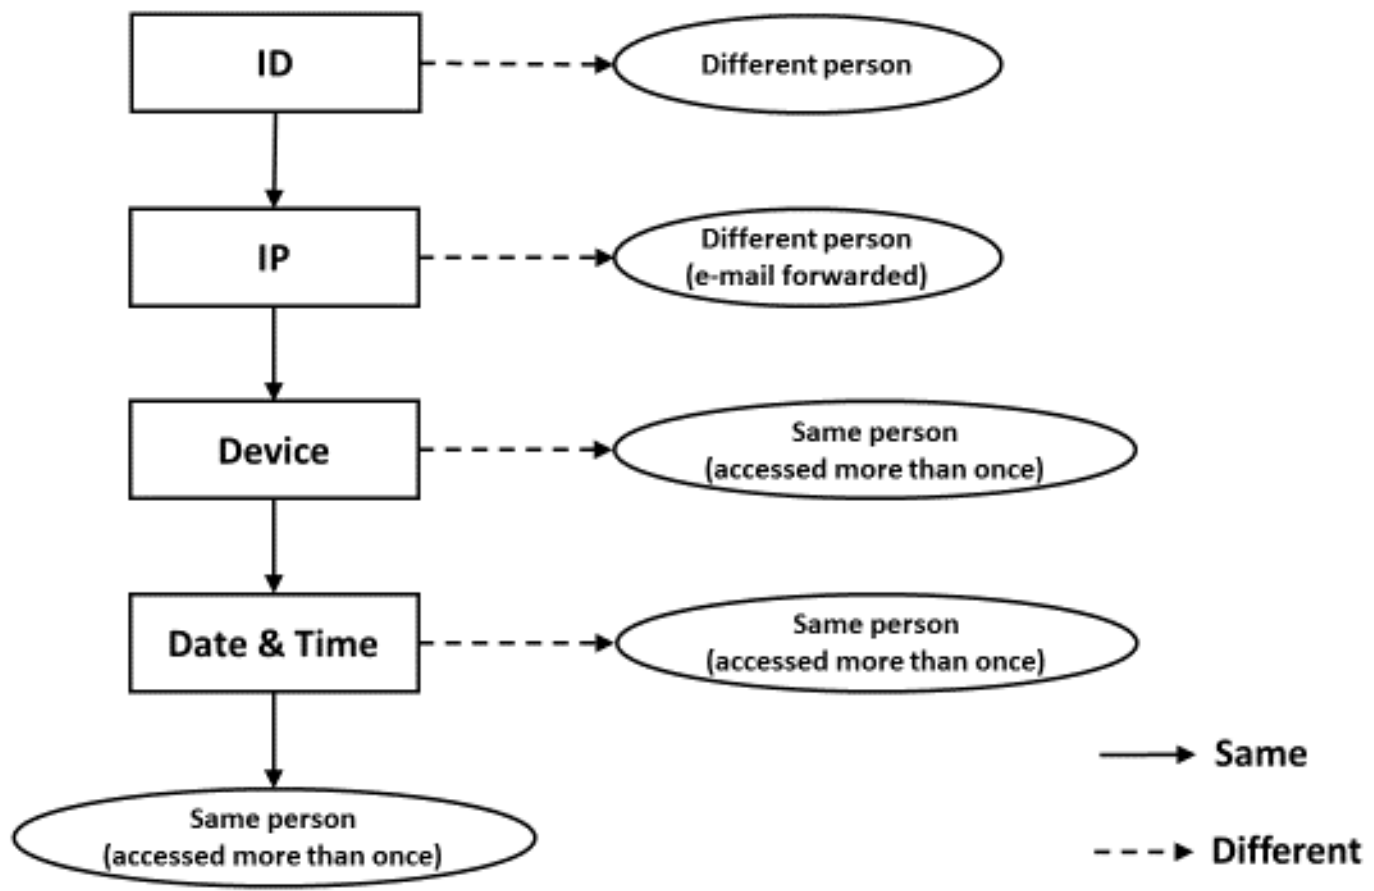 ID
Different person
IP
Different person
(e-mail forwarded)
Device
Same person
(accessed more than once)
Date & Time
Same person
(accessed more than once)
Same person
(accessed more than once)
Same
Different